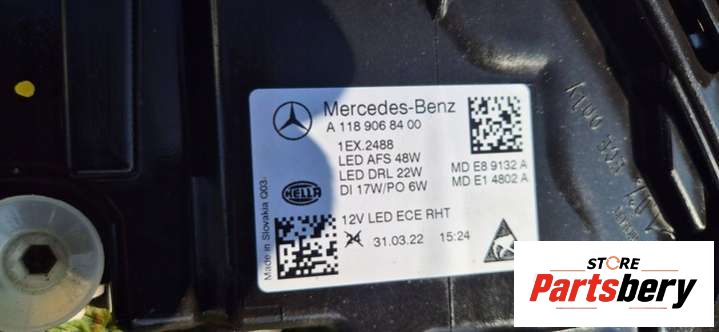 Mercedes-Benz
A 118 906 84 00
1EX.2488
LED AFS 48W
LED DRL 22W
DI 17W/PO 6W
MD E8 9132 A
MD E1 4802 A
HELLA
12V LED ECE RHT
31.03.22 15:24
Made in Slovakia Q03
STORE
Partsbery